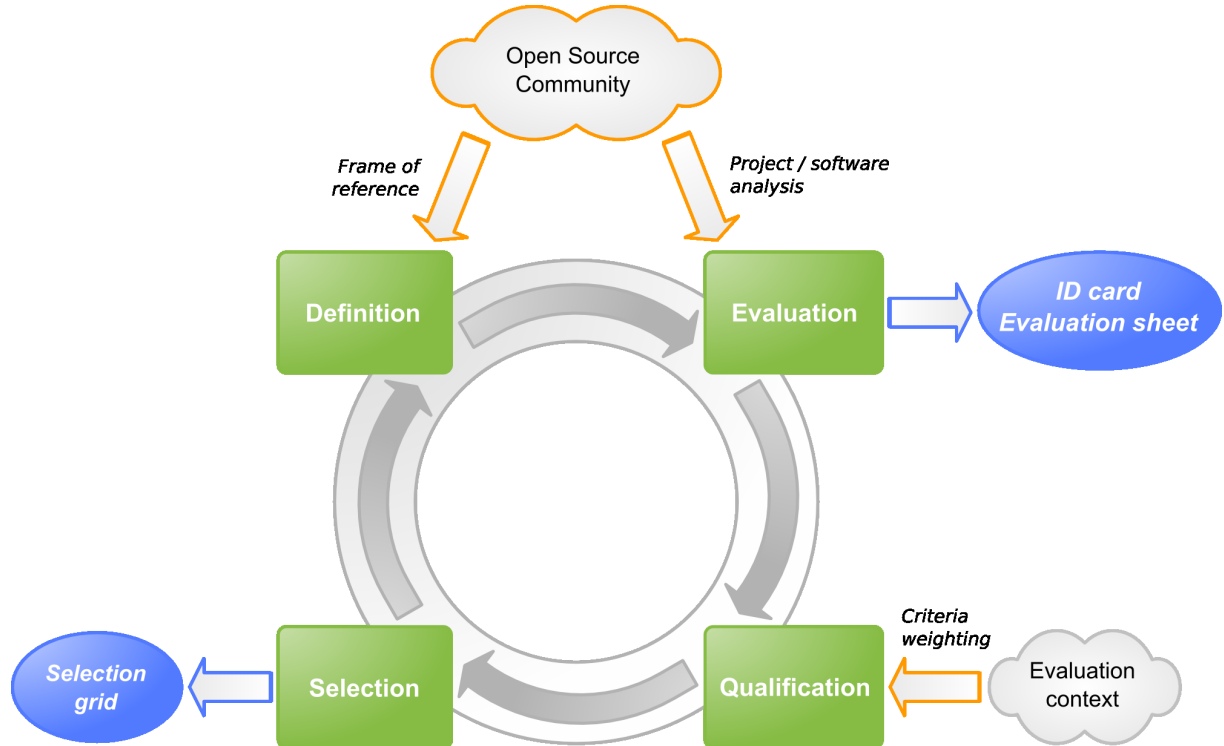 Open Source
Community
Frame of
reference
Project / software
analysis
Definition
Evaluation
ID card
Evaluation sheet
Criteria
weighting
Selection
grid
Selection
Qualification
Evaluation
context